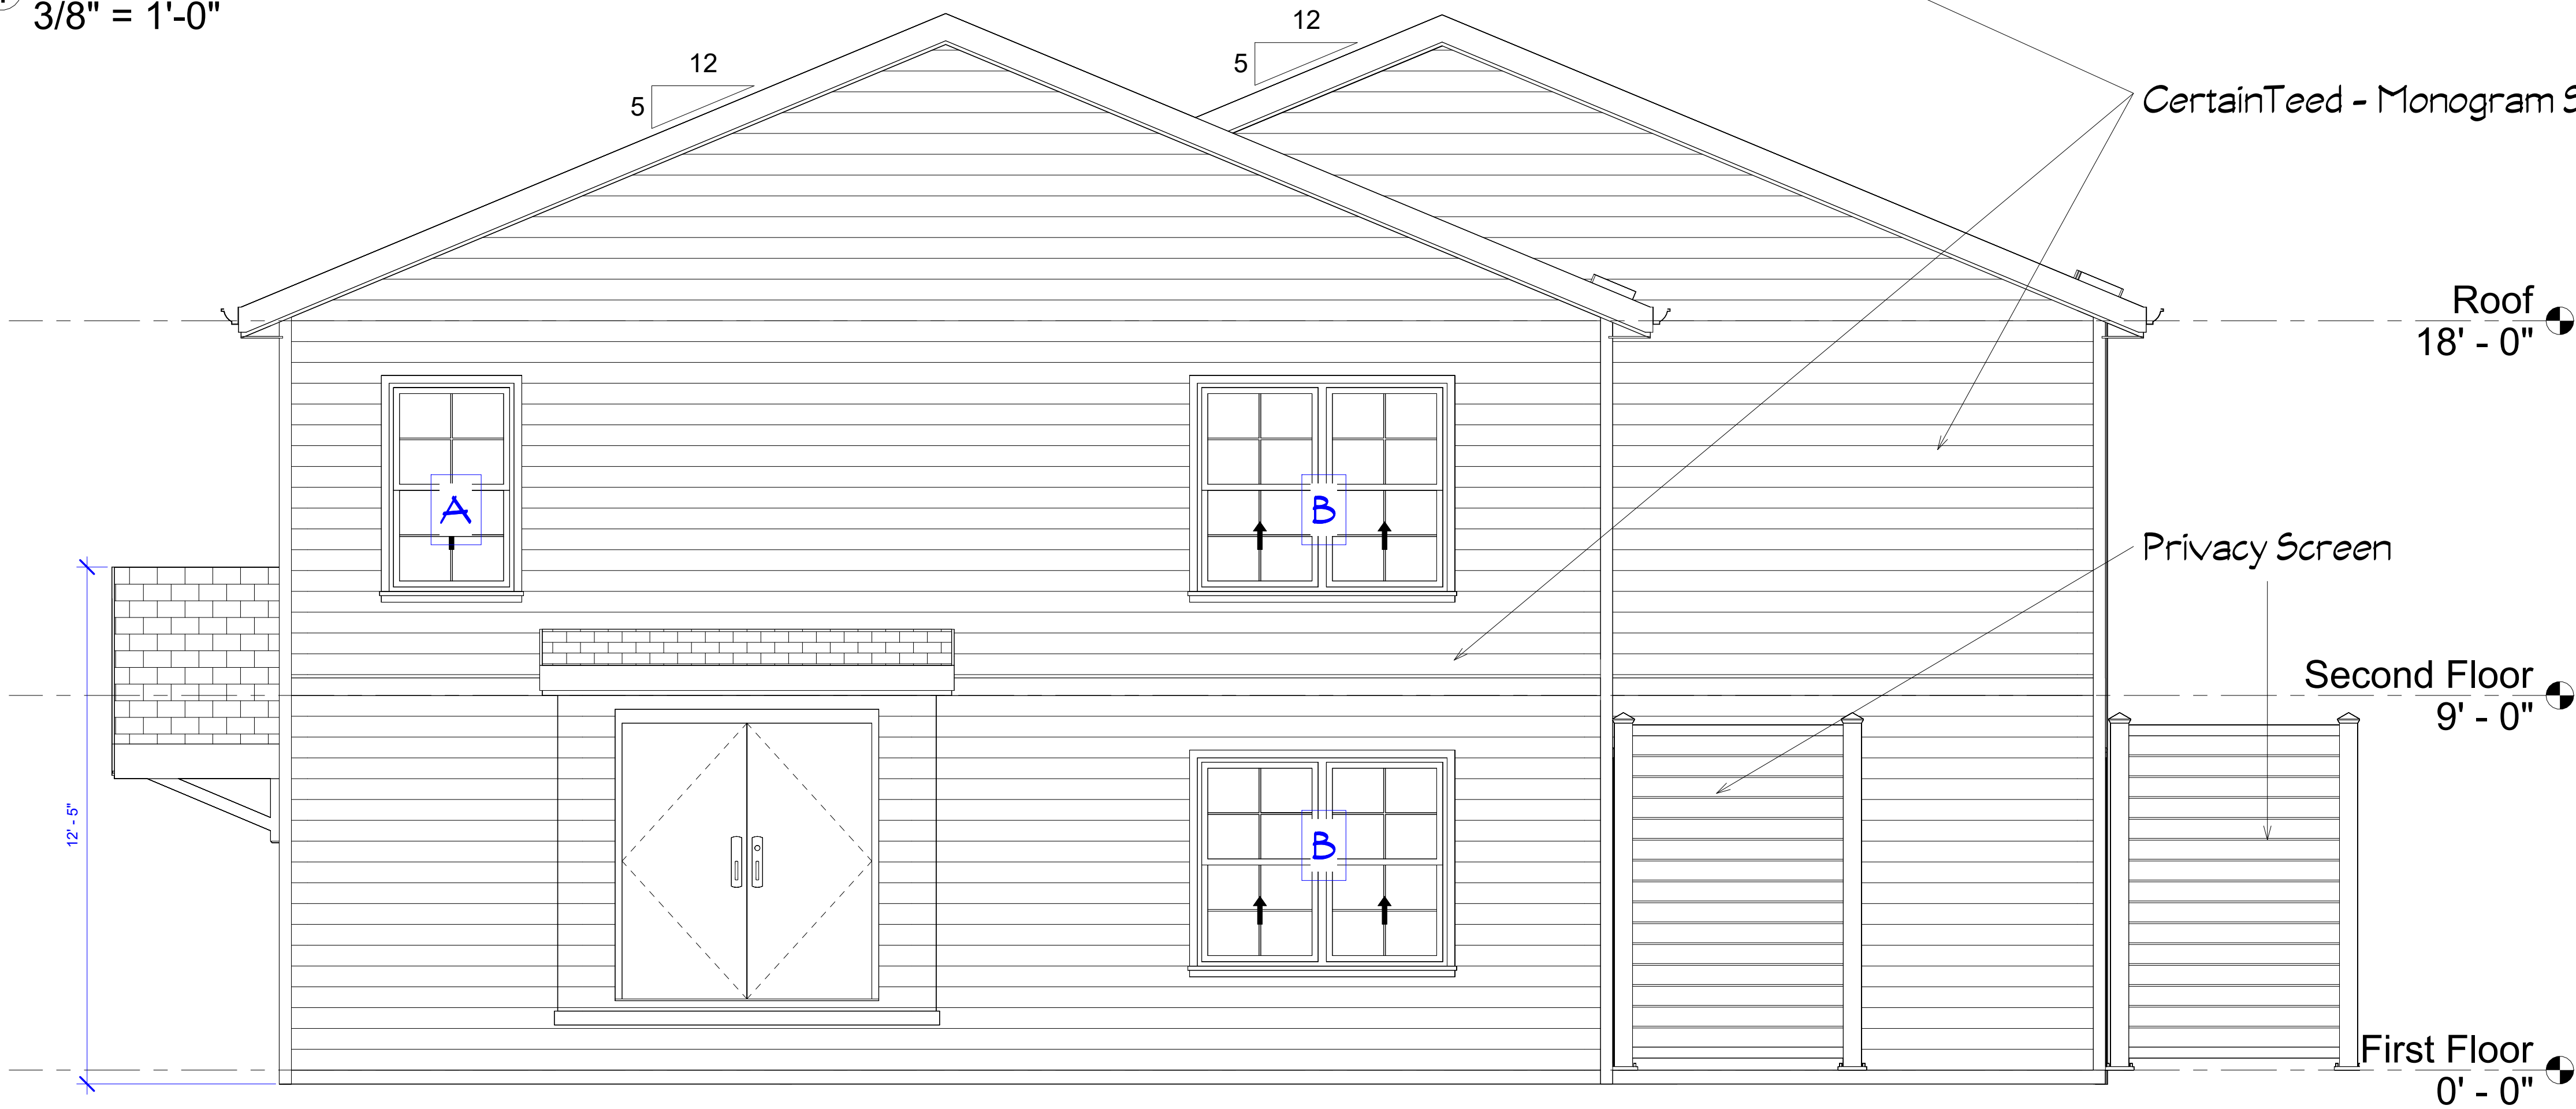 3/8" = 1'-0"
12
5
12
5
CertainTeed - Monogram
Roof
18' - 0"
A
B
Privacy Screen
Second Floor
9' - 0"
12' - 5"
B
First Floor
0' - 0"